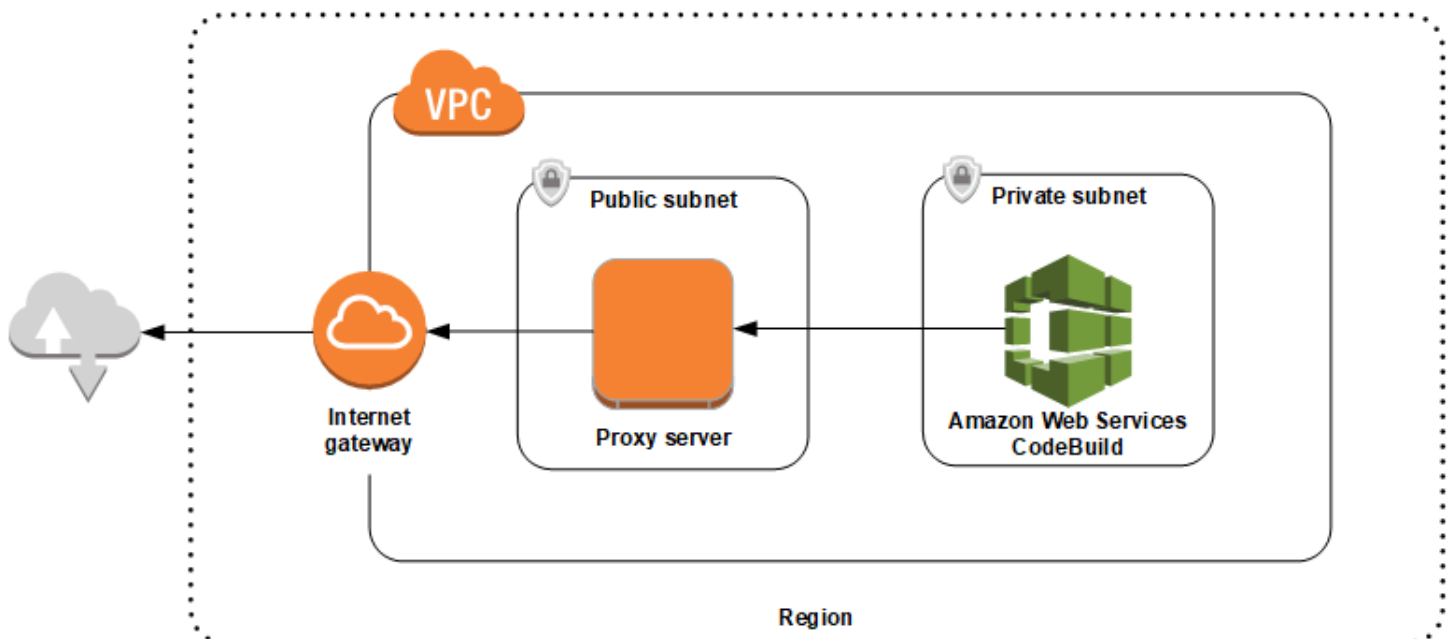 VPC
Public subnet
Private subnet
Internet
gateway
Proxy server
Amazon Web Services
CodeBuild
Region